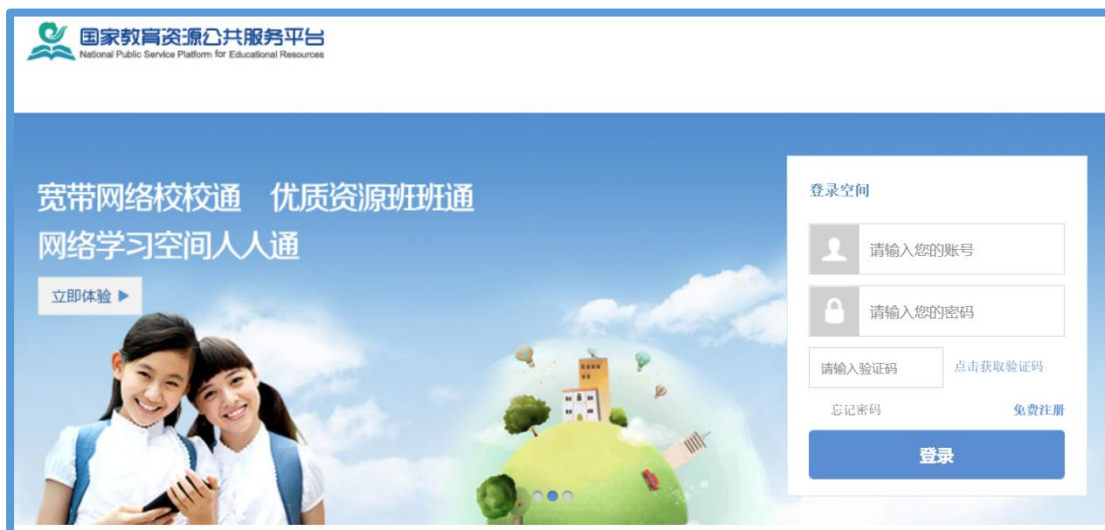 国家教育资源公共服务平台
National Public Service Platform for Educational Resources
宽带网络校校通 优质资源班班通
网络学习空间人人通
立即体验
登录空间
请输入您的账号
请输入您的密码
请输入验证码 点击获取验证码
忘记密码 免费注册
登录